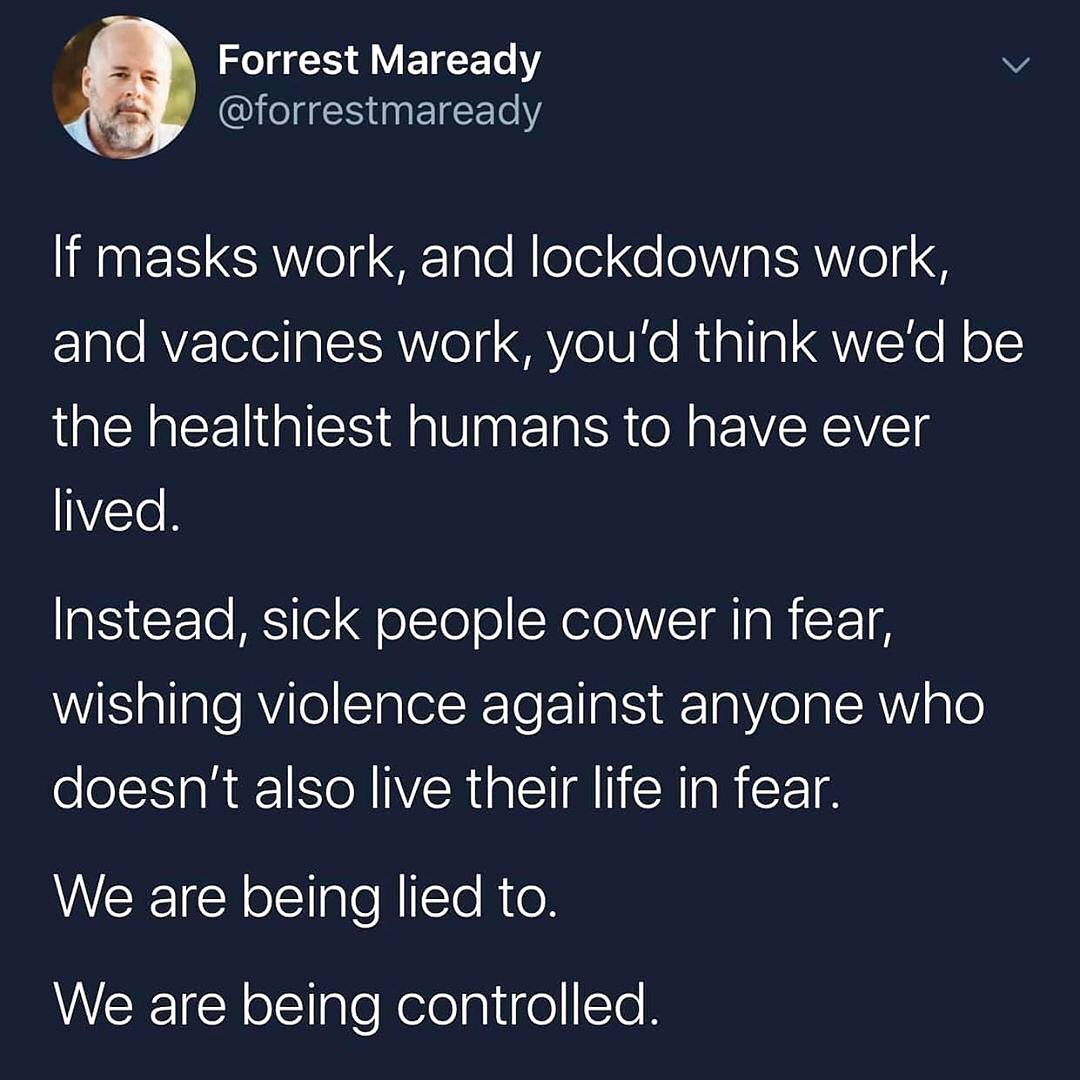 Forrest Maready
@forrestmaready
If masks work, and lockdowns work,
and vaccines work, you’d think we’d be
the healthiest humans to have ever
lived.
Instead, sick people cower in fear,
wishing violence against anyone who
doesn’t also live their life in fear.
We are being lied to.
We are being controlled.